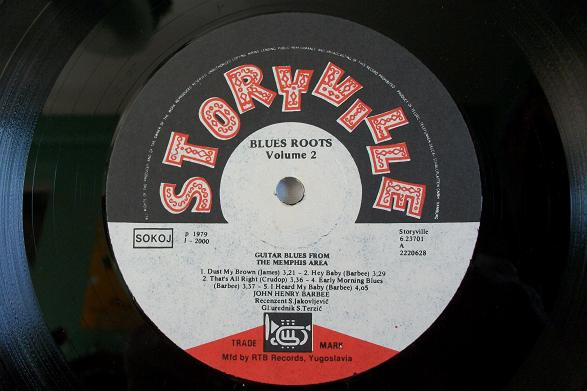 STORYVILLE
BLUES ROOTS
Volume 2
SOKOJ
p 1979
I - 2000
Storyville
6 23701
A
2220628
GUITAR BLUES FROM
THE MEMPHIS AREA
1. Dust My Brown (James) 3,21 - 2. Hey Baby (Barbee) 3;29
2. That's All Right (Crudop) 3,36 - 4. Early Morning Blues
(Barbee) 3,31 - 5. I Heard My Baby (Barbee) 4,05
JOHN HENRY BARBEE
Recenzent S.Jakovljević
Gl.urednik S.Terzić
TRADE MARK
Mfd by RTB Records, Yugoslavia